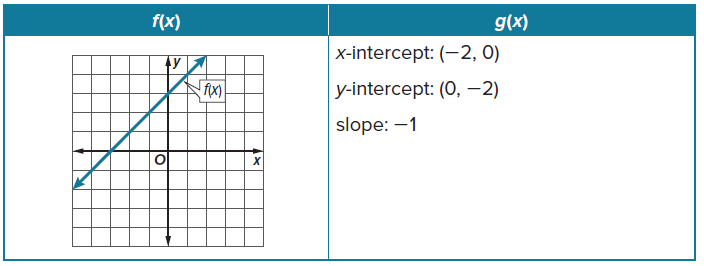 f(x)
g(x)
y
f(x)
O
x
x-intercept: (−2, 0)
y-intercept: (0, −2)
slope: −1